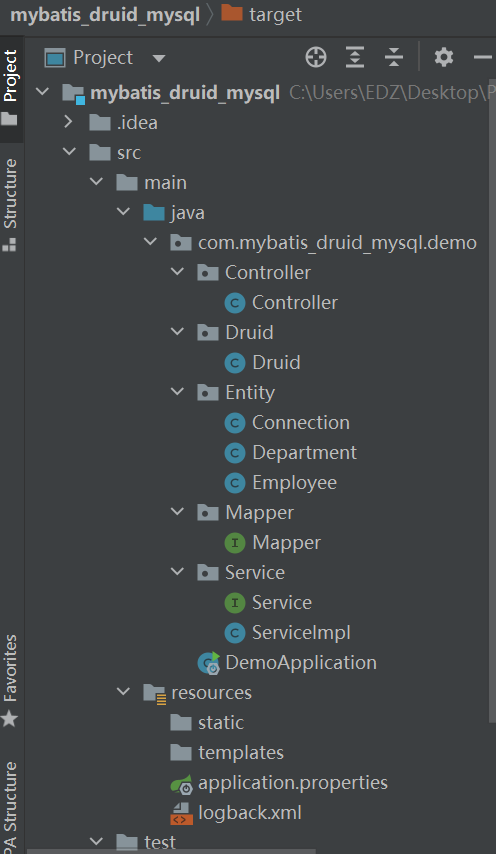 mybatis_druid_mysql target
Project
mybatis_druid_mysql C:\Users\EDZ\Desktop\P
.idea
src
main
java
com.mybatis_druid_mysql.demo
Controller
Controller
Druid
Druid
Entity
Connection
Department
Employee
Mapper
Mapper
Service
Service
ServiceImpl
DemoApplication
resources
static
templates
application.properties
logback.xml
test
Project
Structure
Favorites
PA Structure